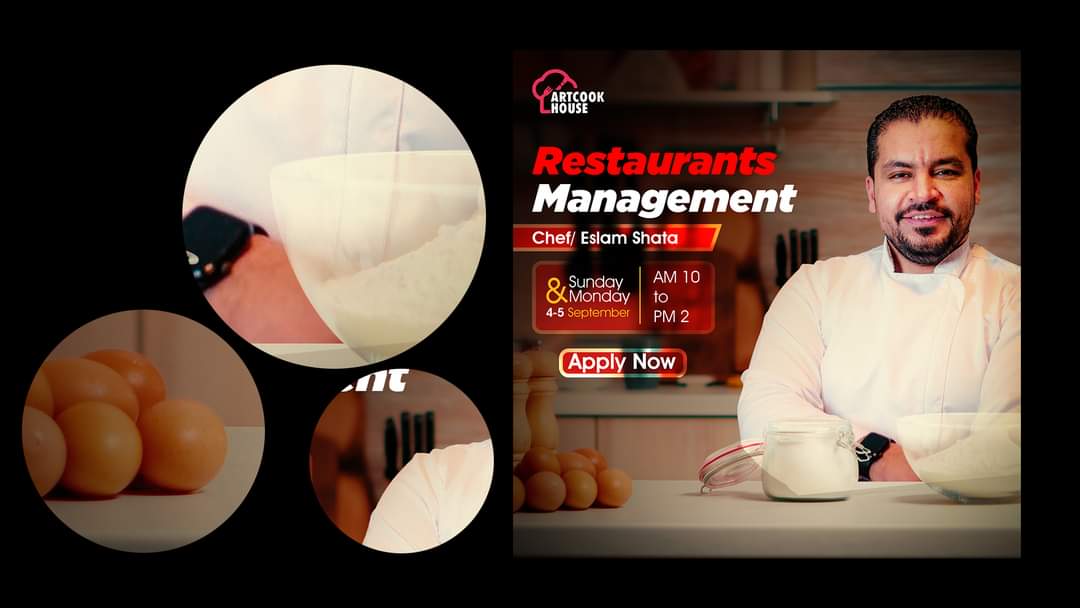 ARTCOOK
HOUSE
Restaurants
Management
Chef/ Eslam Shata
& Sunday
Monday
4-5 September
AM 10
to
PM 2
Apply Now
ent